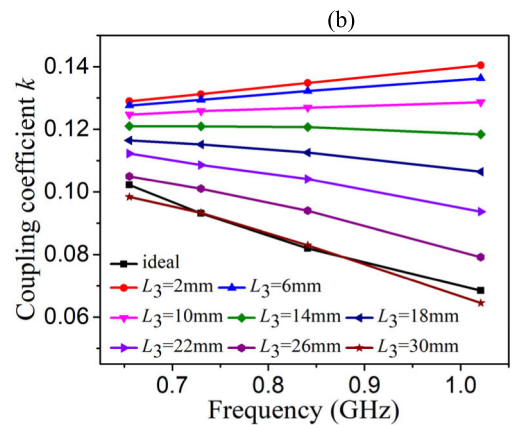 (b)
Coupling coefficient k
0.14
0.12
0.10
0.08
0.06
ideal
L3=2mm L3=6mm
L3=10mm L3=14mm L3=18mm
L3=22mm L3=26mm L3=30mm
0.7 0.8 0.9 1.0
Frequency (GHz)